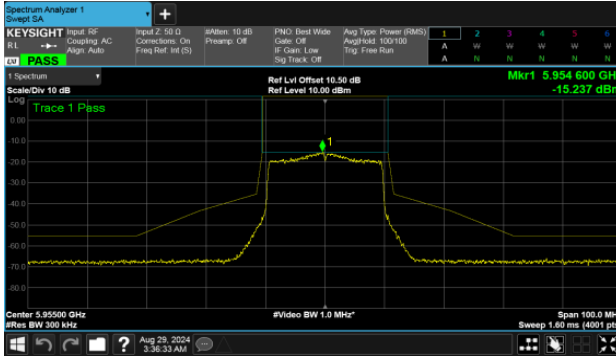 Spectrum Analyzer 1
Swept SA
+
KEYSIGHT
RL
LXI
PASS
Input: RF
Coupling: AC
Align: Auto
Input Z: 50 Ω
Corrections: On
Freq Ref: Int (S)
#Atten: 10 dB
Preamp: Off
PNO: Best Wide
Gate: Off
IF Gain: Low
Sig Track: Off
Avg Type: Power (RMS)
Avg|Hold: 100/100
Trig: Free Run
1 2 3 4 5 6
A W W W W W
A N N N N N
1 Spectrum
Scale/Div 10 dB
Ref Lvl Offset 10.50 dB
Ref Level 10.00 dBm
Mkr1 5.954 600 GH
-15.237 dBr
Log
Trace 1 Pass
0.00
-10.0
1
-20.0
-30.0
-40.0
-50.0
-60.0
-70.0
-80.0
Center 5.95500 GHz
#Res BW 300 kHz
#Video BW 1.0 MHz*
Span 100.0 MH
Sweep 1.60 ms (4001 pts
?
Aug 29, 2024
3:36:33 AM